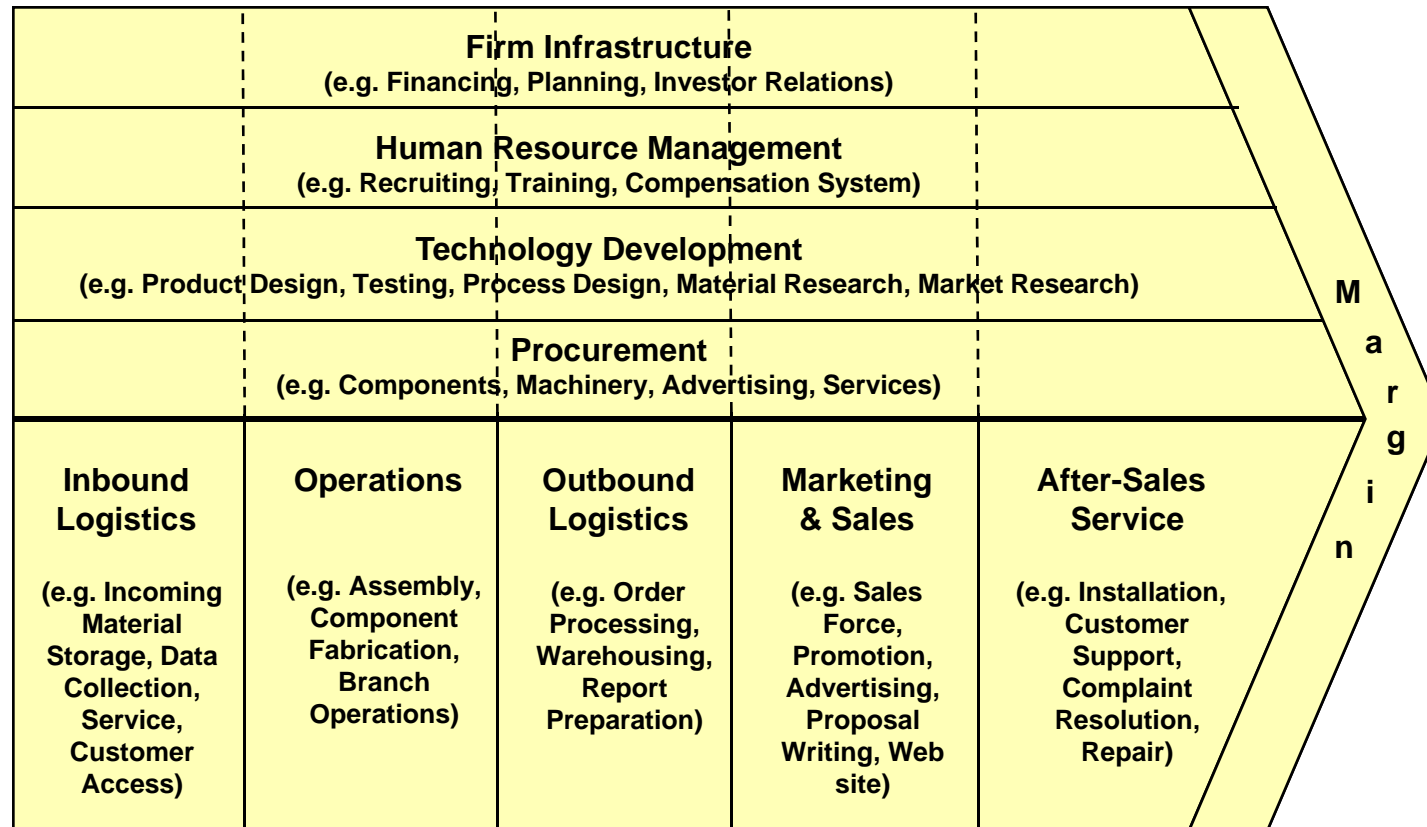 Firm Infrastructure
(e.g. Financing, Planning, Investor Relations)
Human Resource Management
(e.g. Recruiting, Training, Compensation System)
Technology Development
(e.g. Product Design, Testing, Process Design, Material Research, Market Research)
Procurement
(e.g. Components, Machinery, Advertising, Services)
Inbound
Logistics
(e.g. Incoming
Material
Storage, Data
Collection,
Service,
Customer
Access)
Operations
(e.g. Assembly,
Component
Fabrication,
Branch
Operations)
Outbound
Logistics
(e.g. Order
Processing,
Warehousing,
Report
Preparation)
Marketing
& Sales
(e.g. Sales
Force,
Promotion,
Advertising,
Proposal
Writing, Web
site)
After-Sales
Service
(e.g. Installation,
Customer
Support,
Complaint
Resolution,
Repair)
Margin